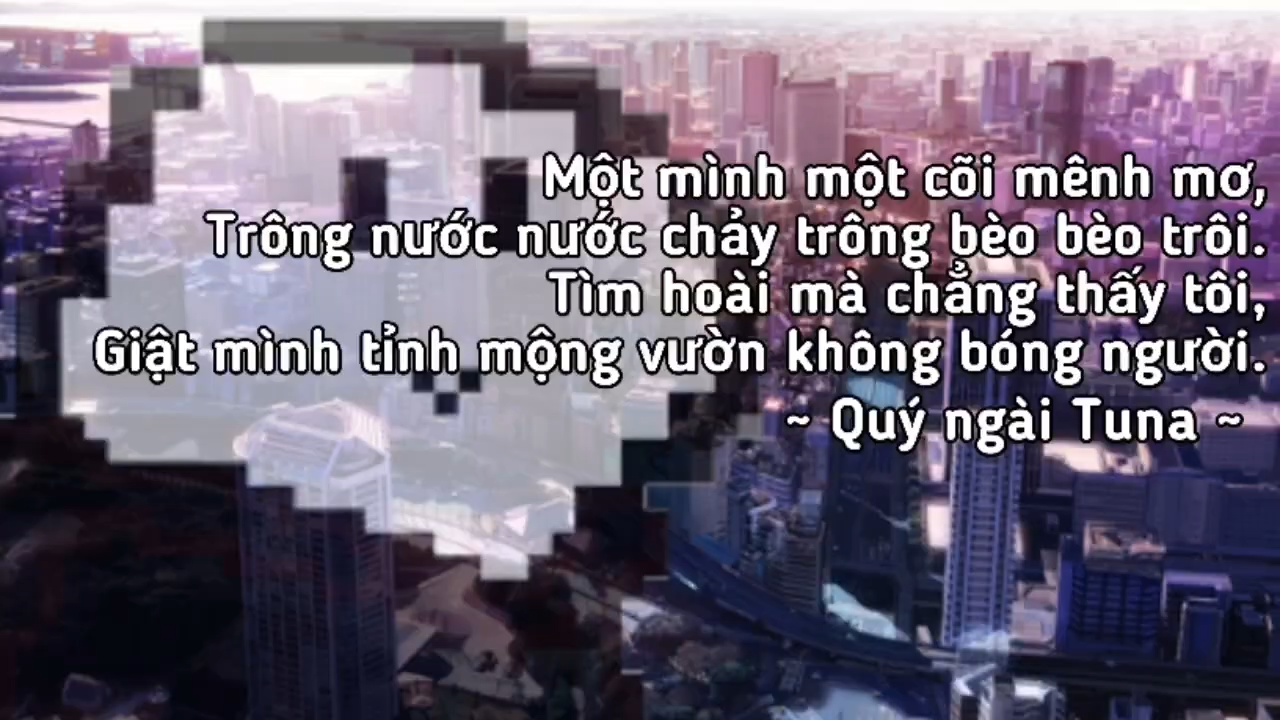 Một mình một cõi mênh mơ,
Trông nước nước chảy trông bèo bèo trôi.
Tìm hoài mà chẳng thấy tôi,
Giật mình tỉnh mộng vườn không bóng người.
~ Quý ngài Tuna ~